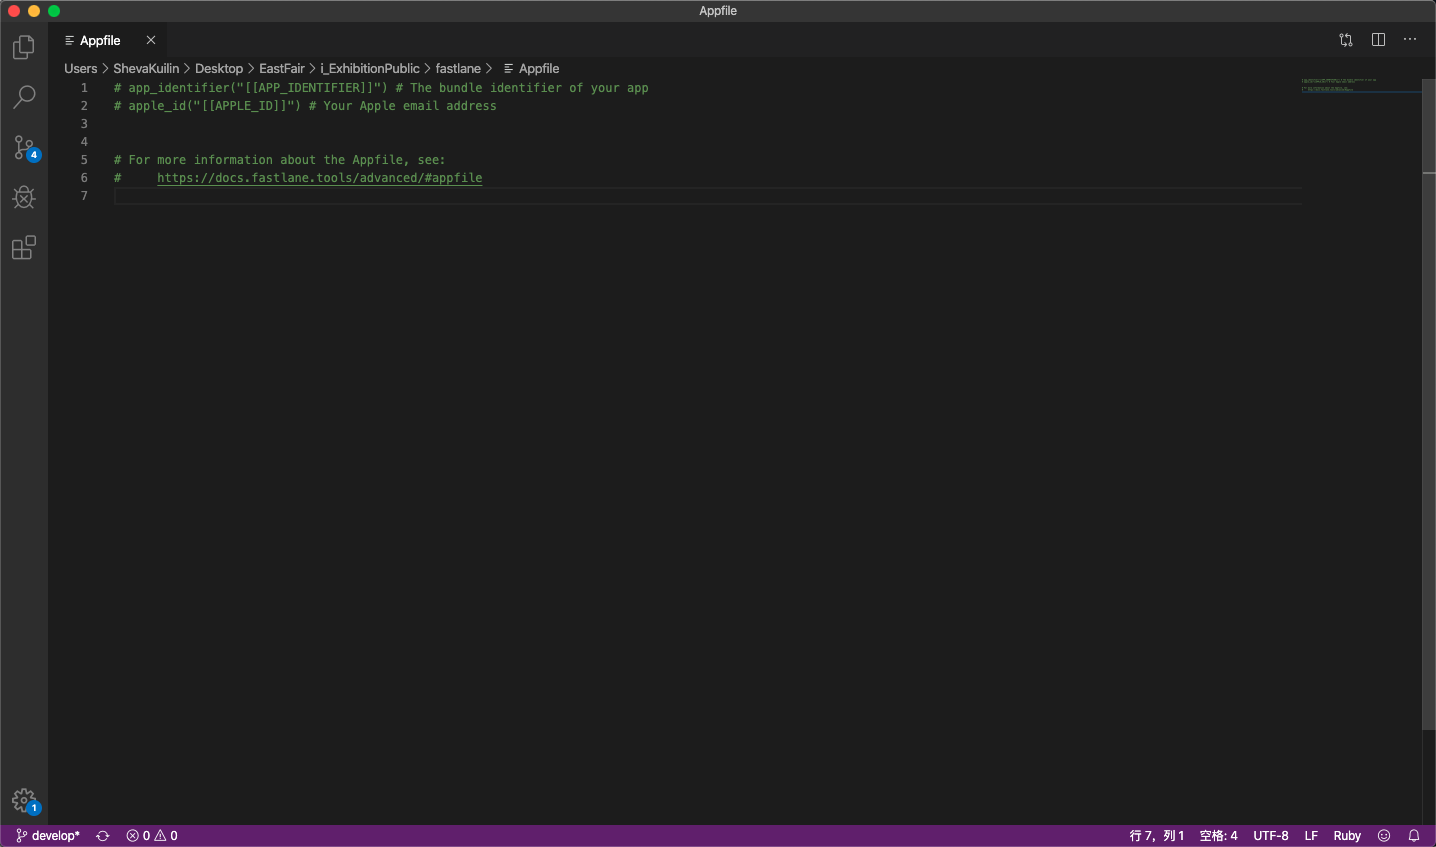 Appfile
Appfile
Users > ShevaKuilin > Desktop > EastFair > i_ExhibitionPublic > fastlane > Appfile
1 # app_identifier("[[APP_IDENTIFIER]]") # The bundle identifier of your app
2 # apple_id("[[APPLE_ID]]") # Your Apple email address
3
4
5 # For more information about the Appfile, see:
6 #     https://docs.fastlane.tools/advanced/#appfile
7
4
1
develop* 0 0 行 7，列 1 空格: 4 UTF-8 LF Ruby